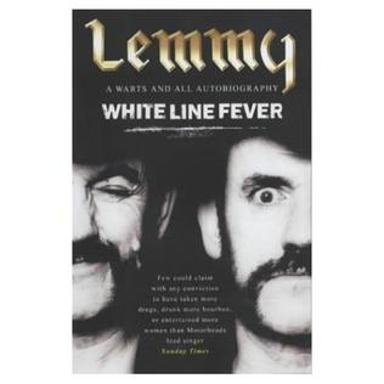 Lemmy
A WARTS AND ALL AUTOBIOGRAPHY
WHITE LINE FEVER
Few could claim
with any conviction
to have taken more
drugs, drunk more bourbon,
or entertained more
women than Motorheads
lead singer
Sunday Times